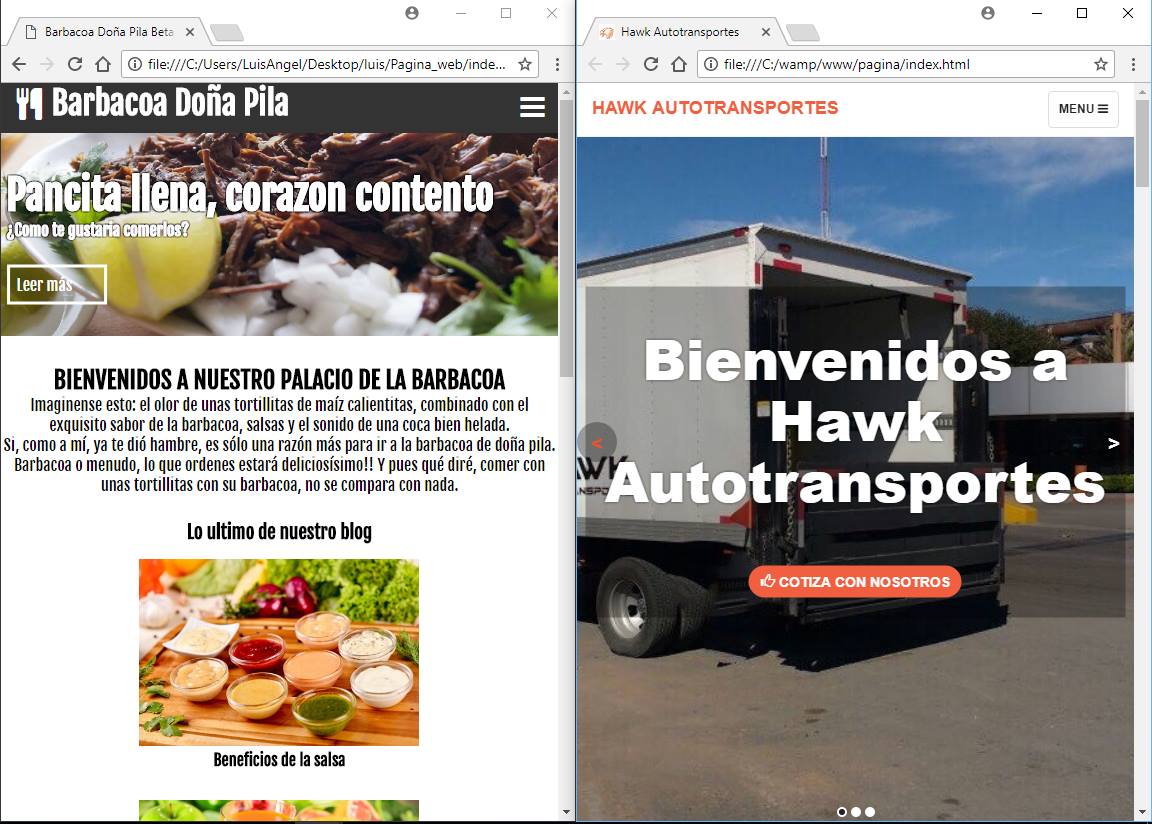 Barbacoa Doña Pila Beta
file:///C:/Users/LuisAngel/Desktop/luis/Pagina_web/inde...
Barbacoa Doña Pila
Pancita llena, corazon contento
¿Como te gustaria comerlos?
Leer más
BIENVENIDOS A NUESTRO PALACIO DE LA BARBACOA
Imaginense esto: el olor de unas tortillitas de maíz calientitas, combinado con el
exquisito sabor de la barbacoa, salsas y el sonido de una coca bien helada.
Si, como a mí, ya te dió hambre, es sólo una razón más para ir a la barbacoa de doña pila.
Barbacoa o menudo, lo que ordenes estará deliciosísimo!! Y pues qué diré, comer con
unas tortillitas con su barbacoa, no se compara con nada.
Lo ultimo de nuestro blog
Beneficios de la salsa
Hawk Autotransportes
file:///C:/wamp/www/pagina/index.html
HAWK AUTOTRANSPORTES
MENU
Bienvenidos a
Hawk
Autotransportes
<
>
COTIZA CON NOSOTROS